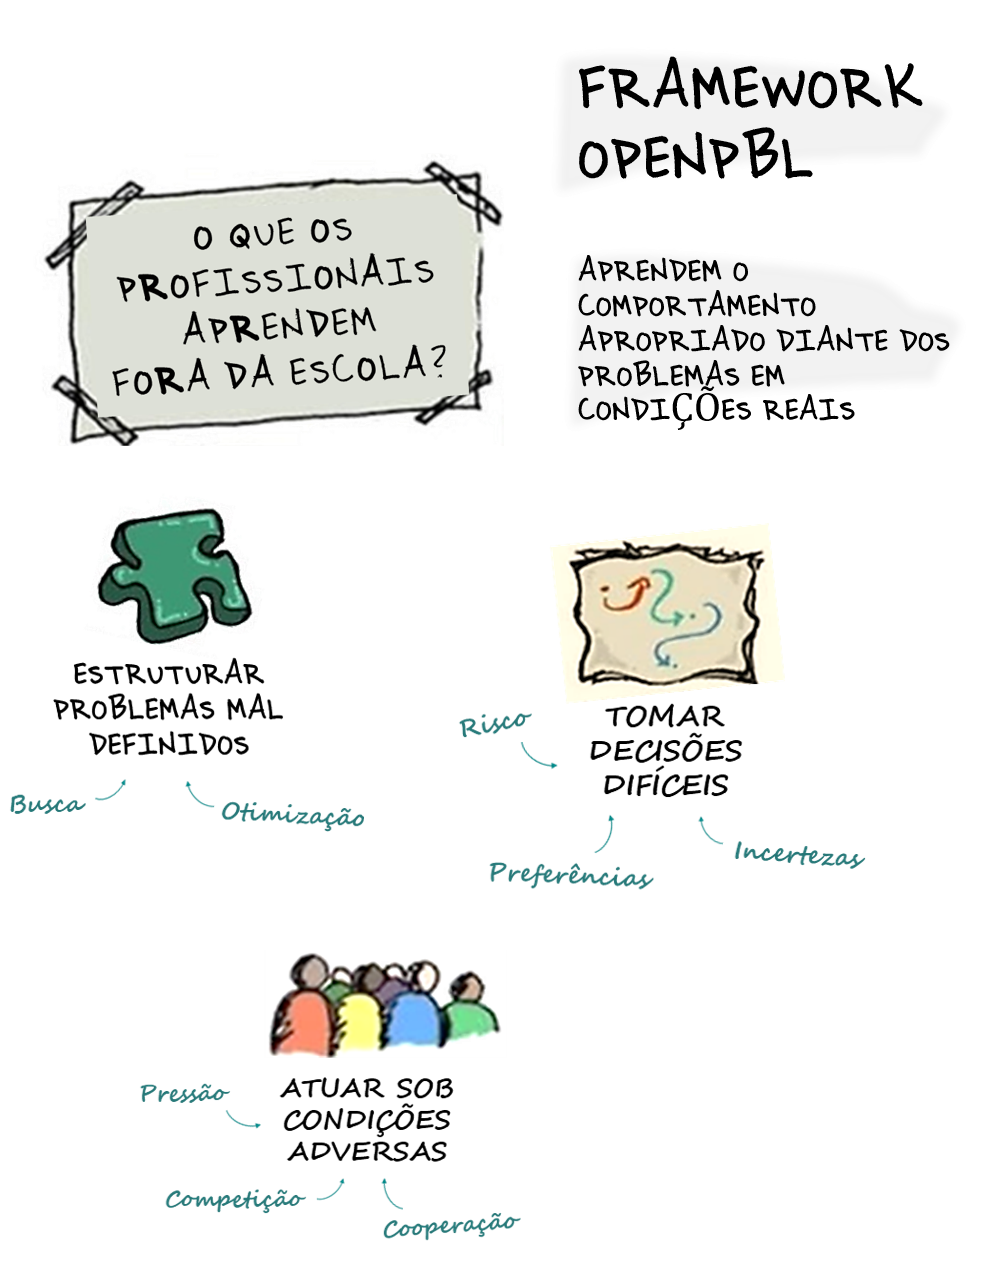 FRAMEWORK
OPENPBL
O QUE OS
PROFISSIONAIS
APRENDEM
FORA DA ESCOLA?
APRENDEM O
COMPORTAMENTO
APROPRIADO DIANTE DOS
PROBLEMAS EM
CONDIÇÕES REAIS
ESTRUTURAR
PROBLEMAS MAL
DEFINIDOS
Busca
Otimização
Risco
TOMAR
DECISÕES
DIFÍCEIS
Preferências
Incertezas
Pressão
ATUAR SOB
CONDIÇÕES
ADVERSAS
Competição
Cooperação